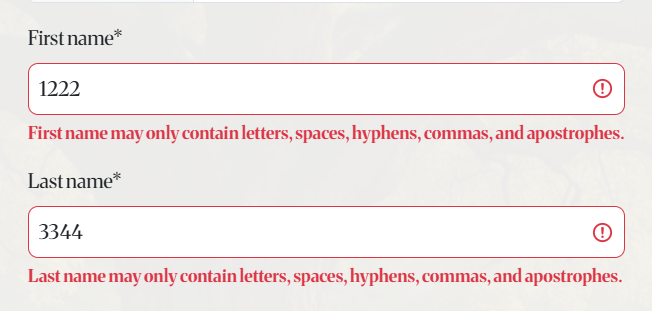 First name*
1222
First name may only contain letters, spaces, hyphens, commas, and apostrophes.
Last name*
3344
Last name may only contain letters, spaces, hyphens, commas, and apostrophes.